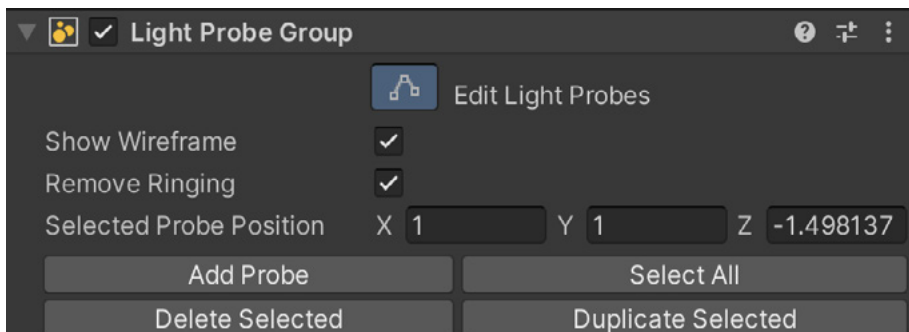 Light Probe Group
Edit Light Probes
Show Wireframe
Remove Ringing
Selected Probe Position X 1 Y 1 Z -1.498137
Add Probe Select All
Delete Selected Duplicate Selected